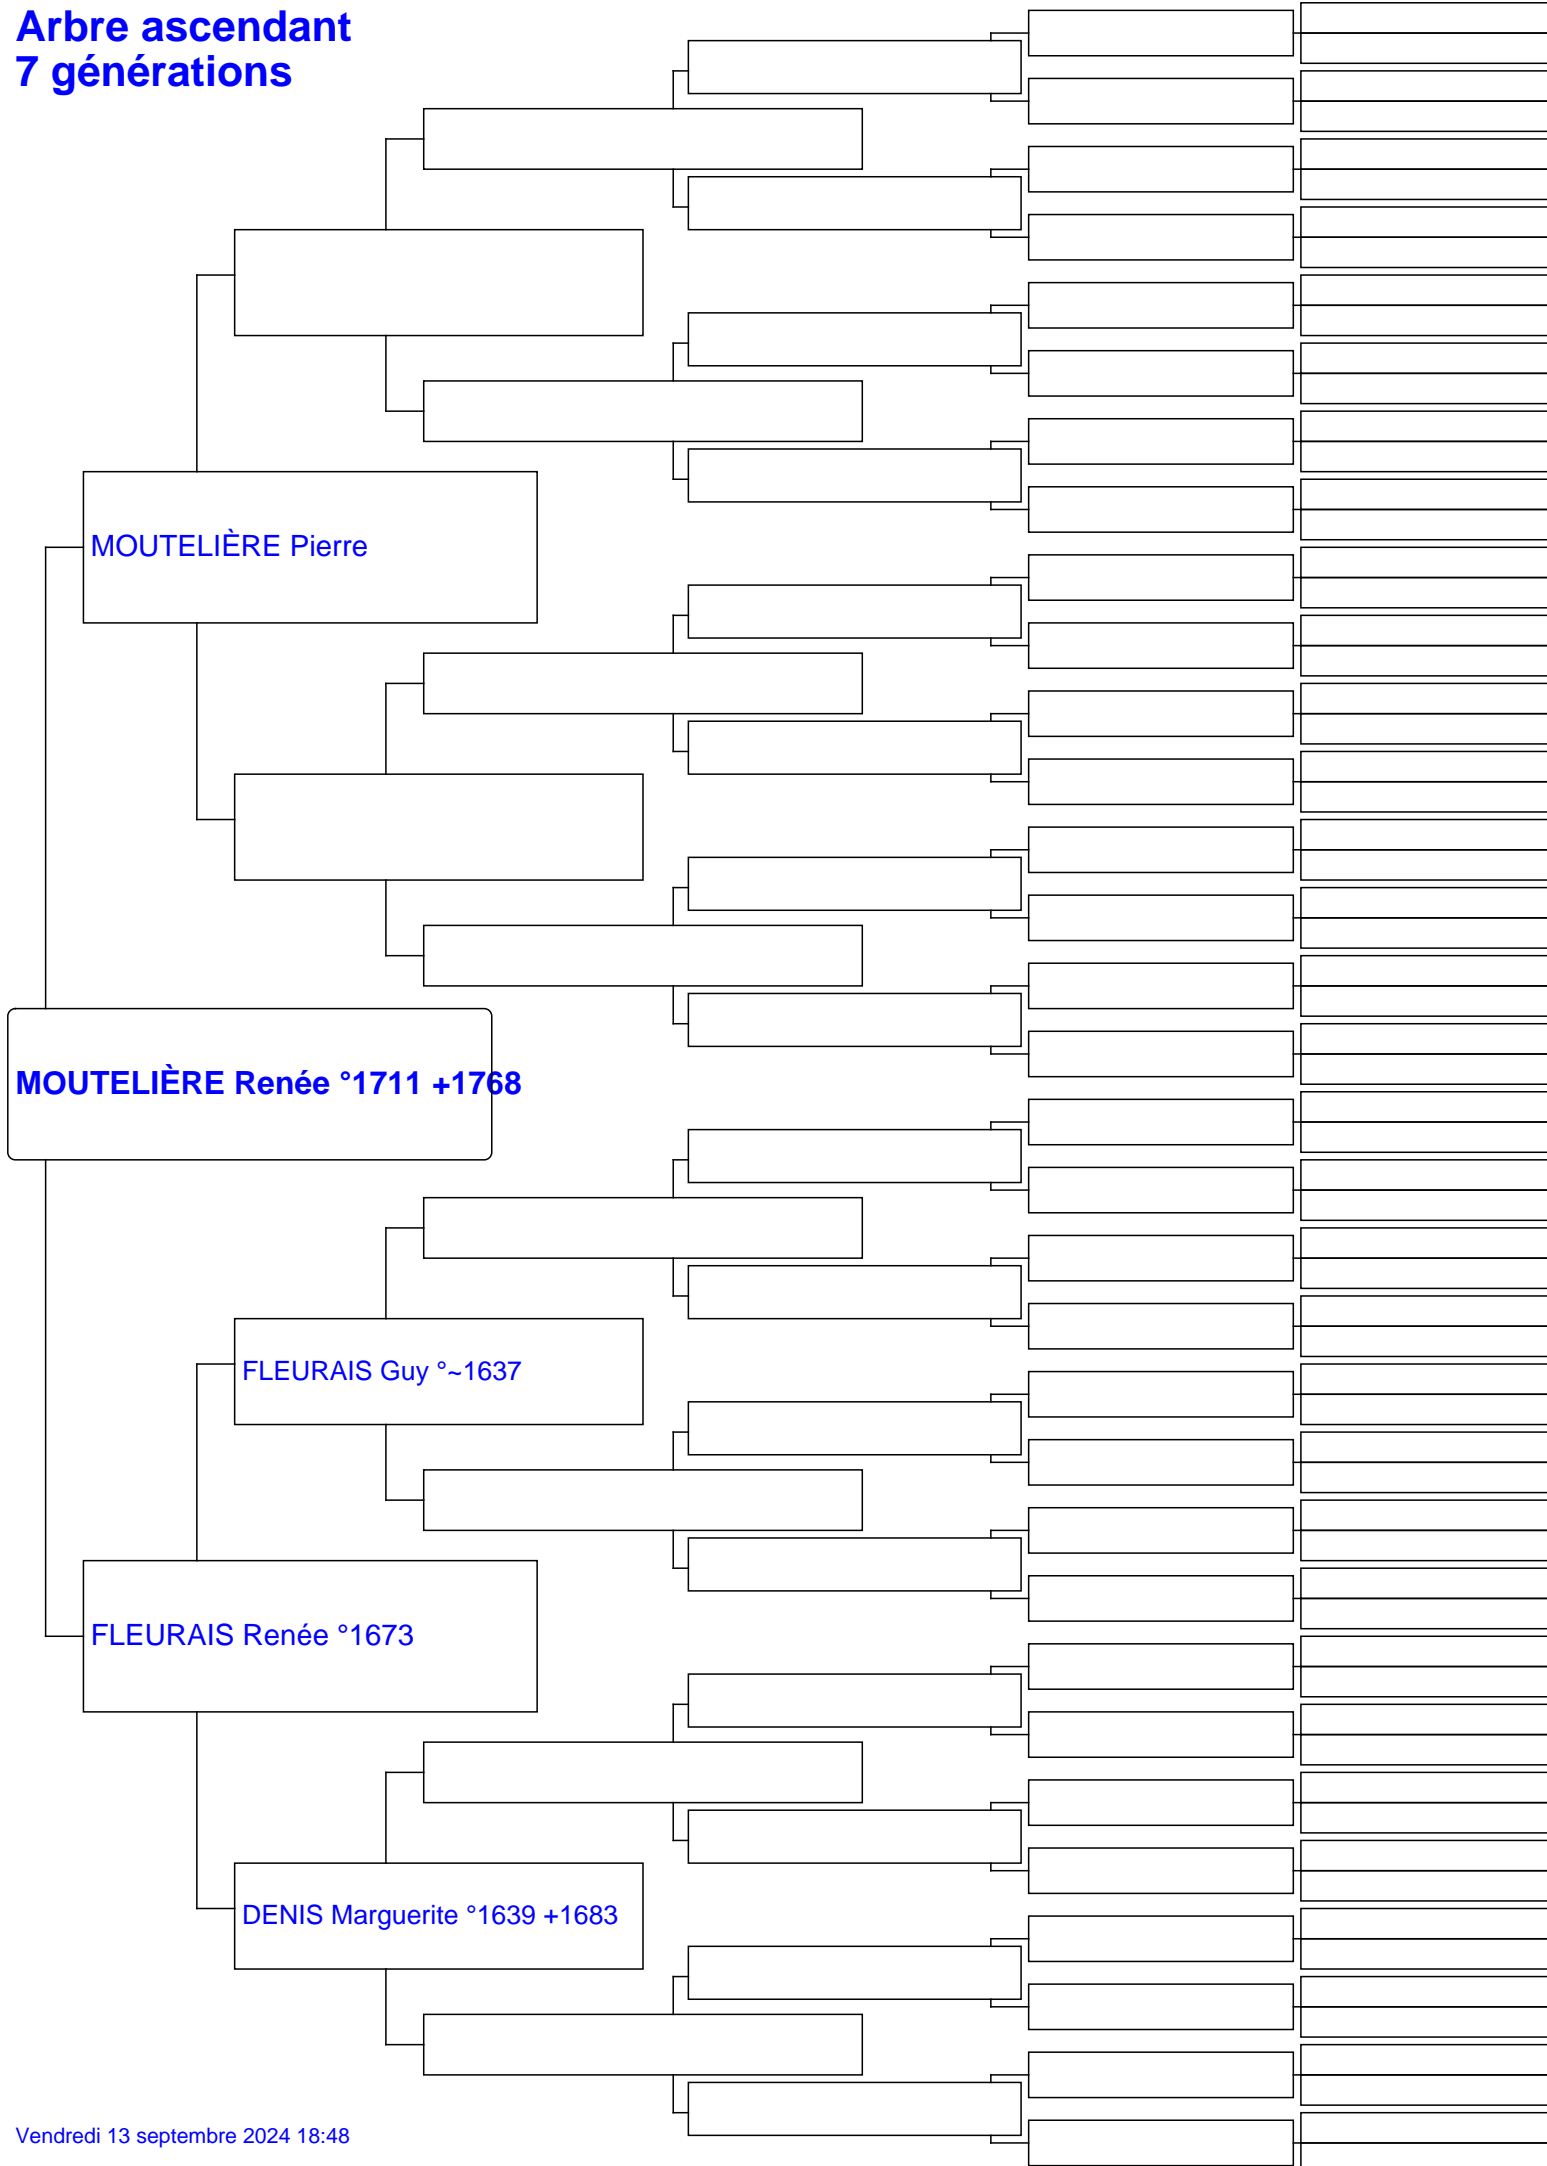 Arbre ascendant
7 générations
MOUTELIÈRE Pierre
MOUTELIÈRE Renée °1711 +1768
FLEURAIS Guy °~1637
FLEURAIS Renée °1673
DENIS Marguerite °1639 +1683
Vendredi 13 septembre 2024 18:48